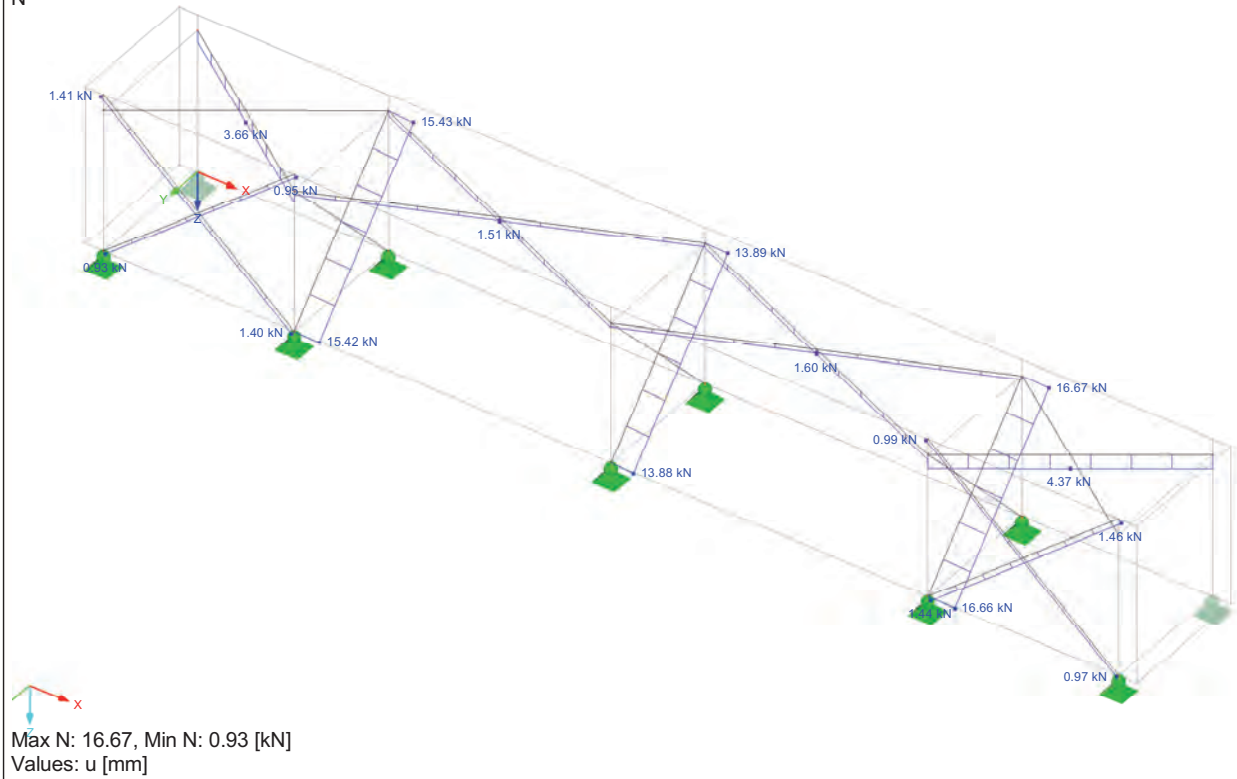 N
1.41 kN
15.43 kN
3.66 kN
X
0.95 kN
Y
Z
1.51 kN
13.89 kN
0.93 kN
1.40 kN
15.42 kN
1.60 kN
16.67 kN
0.99 kN
13.88 kN
4.37 kN
1.46 kN
1.44 kN
16.66 kN
0.97 kN
X
Z
Max N: 16.67, Min N: 0.93 [kN]
Values: u [mm]